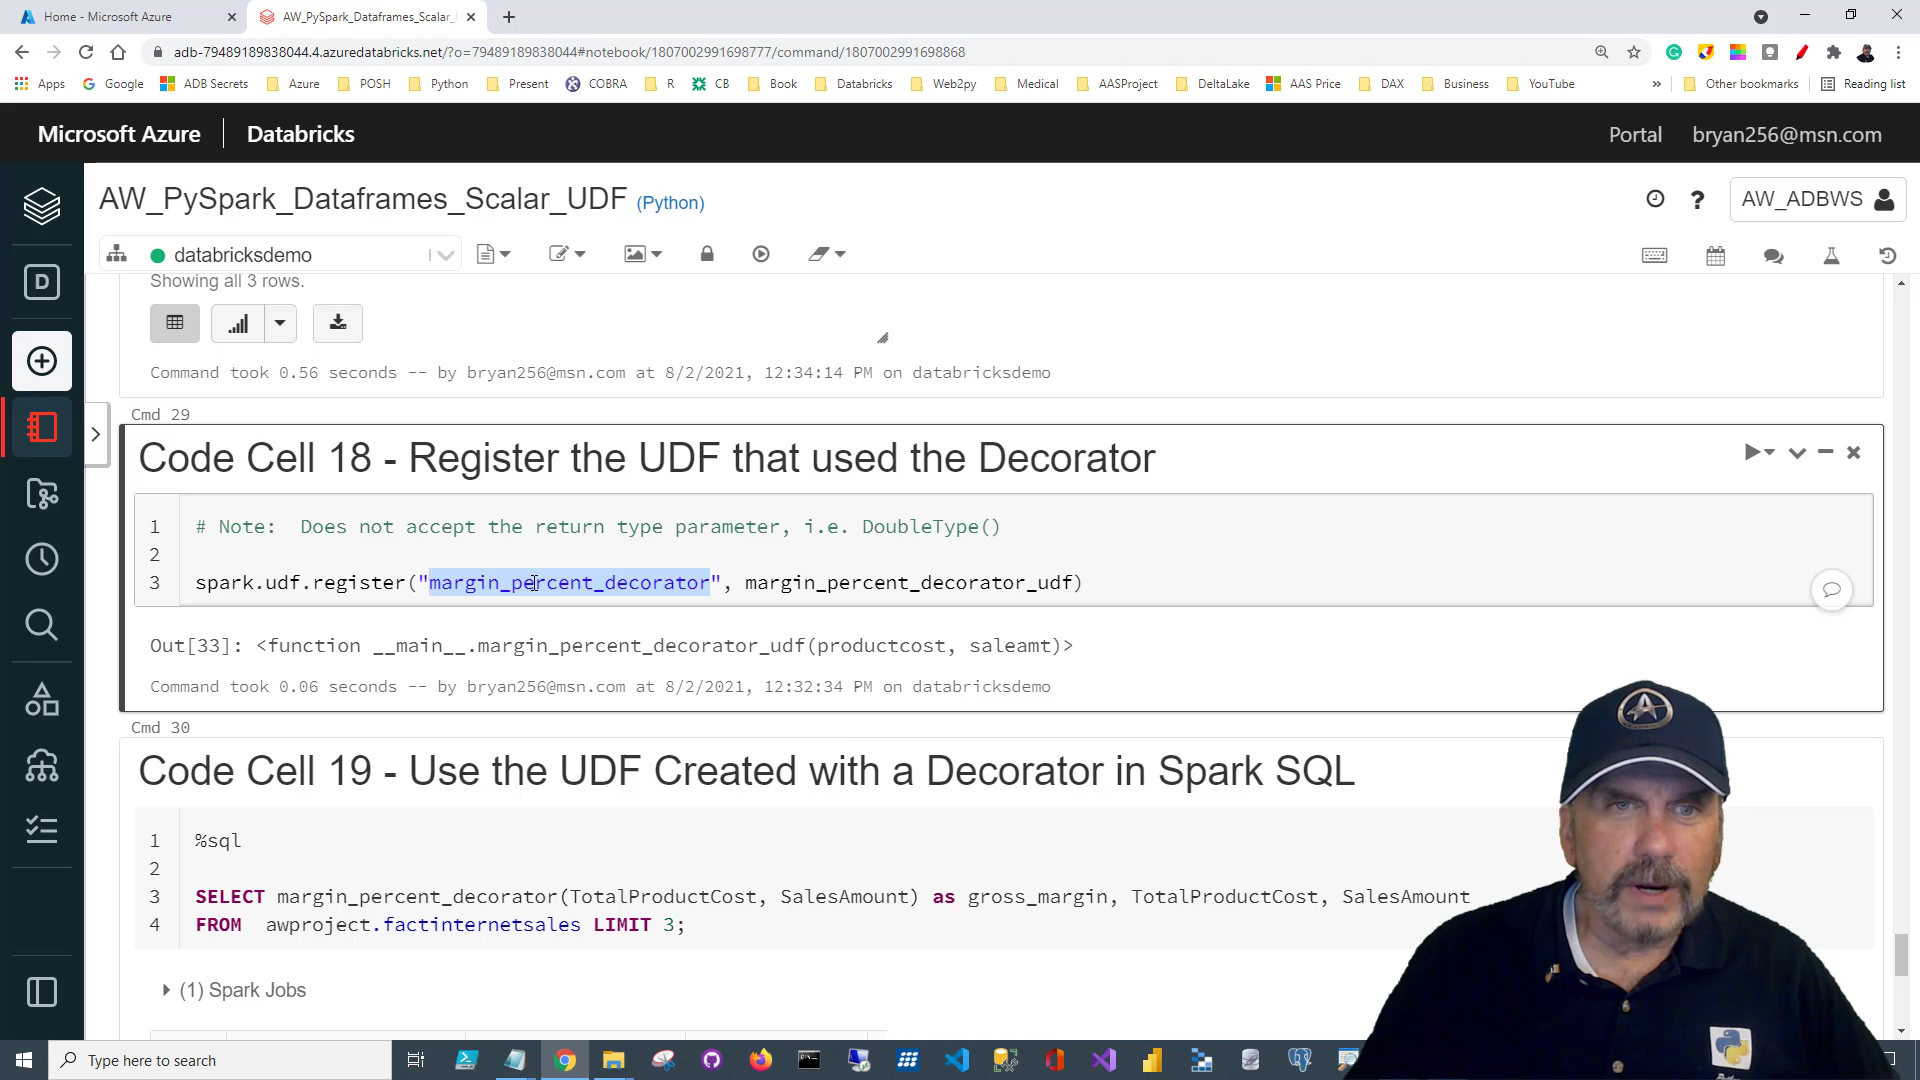 Home - Microsoft Azure
AW_PySpark_Dataframes_Scalar_
adb-79489189838044.4.azuredatabricks.net/?o=79489189838044#notebook/1807002991698777/command/1807002991698868
Apps Google ADB Secrets Azure POSH Python Present COBRA R CB Book Databricks Web2py Medical AASProject DeltaLake AAS Price DAX Business YouTube » Other bookmarks Reading list
Microsoft Azure Databricks Portal bryan256@msn.com
AW_PySpark_Dataframes_Scalar_UDF (Python) ? AW_ADBWS
D
databricksdemo
Showing all 3 rows.
Command took 0.56 seconds -- by bryan256@msn.com at 8/2/2021, 12:34:14 PM on databricksdemo
Cmd 29
Code Cell 18 - Register the UDF that used the Decorator
1 # Note:  Does not accept the return type parameter, i.e. DoubleType()
2
3 spark.udf.register("margin_percent_decorator", margin_percent_decorator_udf)
Out[33]: <function __main__.margin_percent_decorator_udf(productcost, saleamt)>
Command took 0.06 seconds -- by bryan256@msn.com at 8/2/2021, 12:32:34 PM on databricksdemo
Cmd 30
Code Cell 19 - Use the UDF Created with a Decorator in Spark SQL
1 %sql
2
3 SELECT margin_percent_decorator(TotalProductCost, SalesAmount) as gross_margin, TotalProductCost, SalesAmount
4 FROM  awproject.factinternetsales LIMIT 3;
(1) Spark Jobs
Type here to search